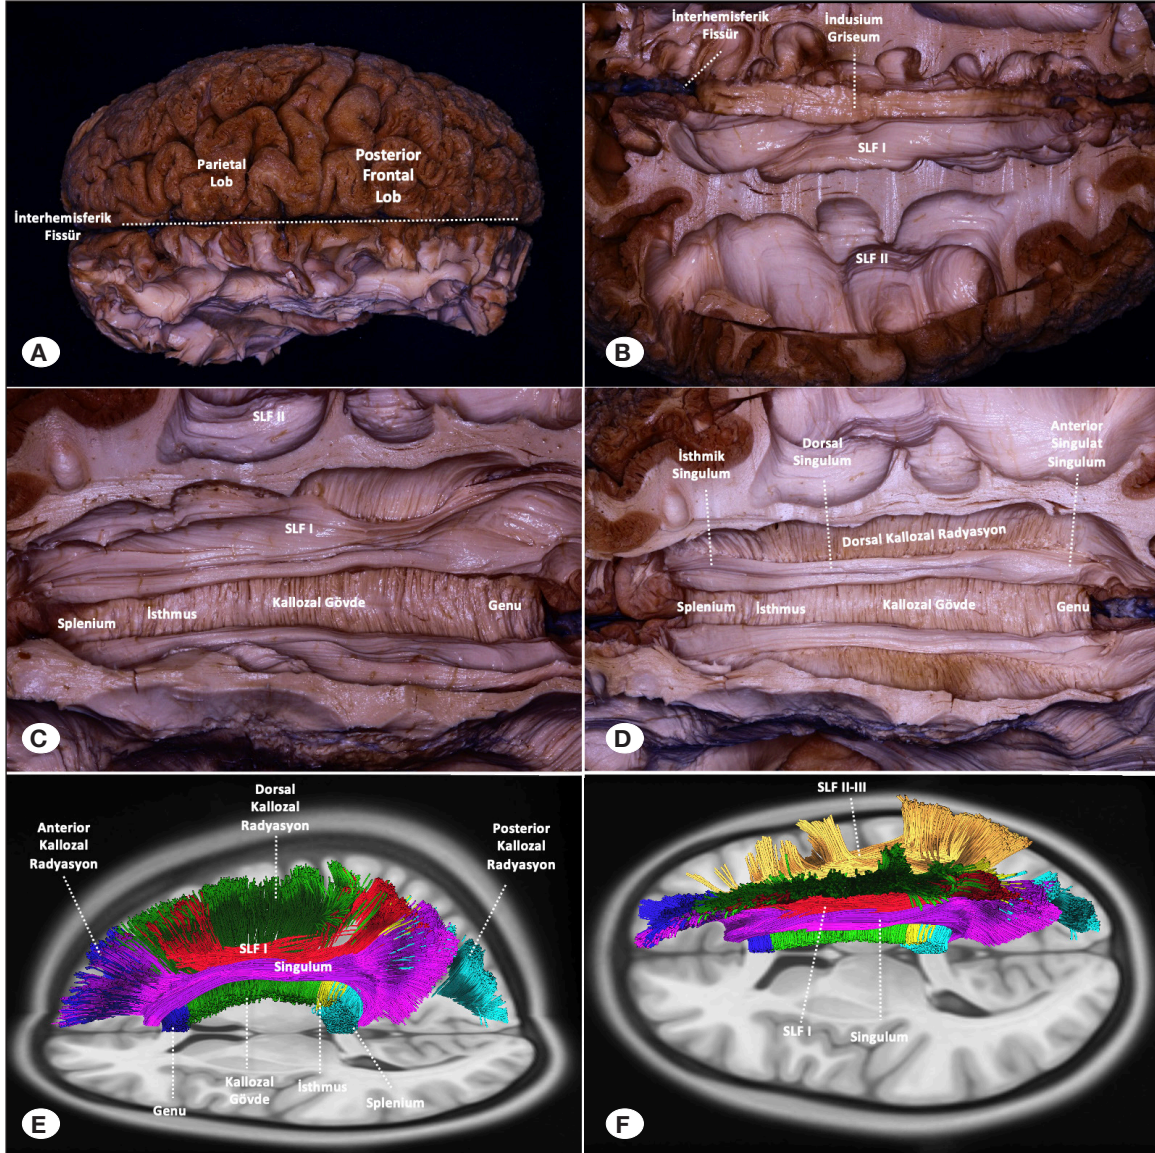 Parietal
Lob
Posterior
Frontal
Lob
İnterhemisferik
Fissür
A
İnterhemisferik
Fissür
İndusium
Griseum
SLF I
SLF II
B
SLF II
SLF I
Kallozal Gövde
Genu
İsthmus
Splenium
C
İsthmik
Singulum
Dorsal
Singulum
Anterior
Singulat
Singulum
Dorsal Kallozal Radyasyon
Splenium
İsthmus
Kallozal Gövde
Genu
D
Dorsal
Kallozal
Radyasyon
Anterior
Kallozal
Radyasyon
Posterior
Kallozal
Radyasyon
SLF I
Singulum
Genu
Kallozal
Gövde
İsthmus
Splenium
E
SLF II-III
SLF I
Singulum
F